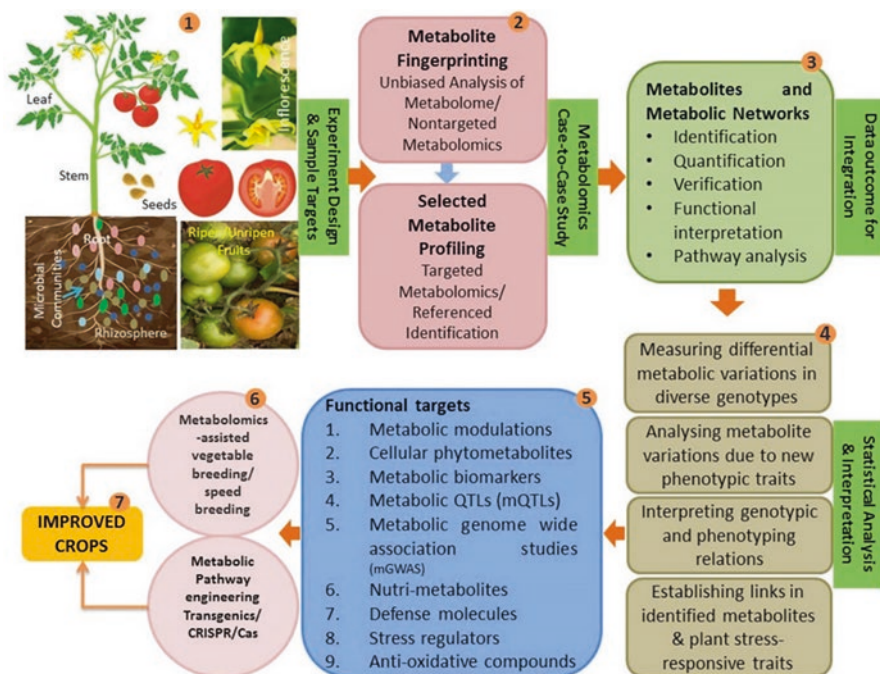 1
Leaf
Stem
Seeds
Inflorescence
Root
Microbial
Communities
Rhizosphere
Ripen/Unripen
Fruits
Experiment Design
& Sample Targets
2
Metabolite
Fingerprinting
Unbiased Analysis of
Metabolome/
Nontargeted
Metabolomics
Selected
Metabolite
Profiling
Targeted
Metabolomics/
Referenced
Identification
Metabolomics
Case-to-Case Study
3
Metabolites and
Metabolic Networks
• Identification
• Quantification
• Verification
• Functional
interpretation
• Pathway analysis
Data outcome for
Integration
4
Measuring differential
metabolic variations in
diverse genotypes
Analysing metabolite
variations due to new
phenotypic traits
Interpreting genotypic
and phenotyping
relations
Establishing links in
identified metabolites
& plant stress-
responsive traits
Statistical Analysis
& Interpretation
5
Functional targets
1. Metabolic modulations
2. Cellular phytometabolites
3. Metabolic biomarkers
4. Metabolic QTLs (mQTLs)
5. Metabolic genome wide
association studies
(mGWAS)
6. Nutri-metabolites
7. Defense molecules
8. Stress regulators
9. Anti-oxidative compounds
6
Metabolomics
-assisted
vegetable
breeding/
speed
breeding
Metabolic
Pathway
engineering
Transgenics/
CRISPR/Cas
7
IMPROVED
CROPS